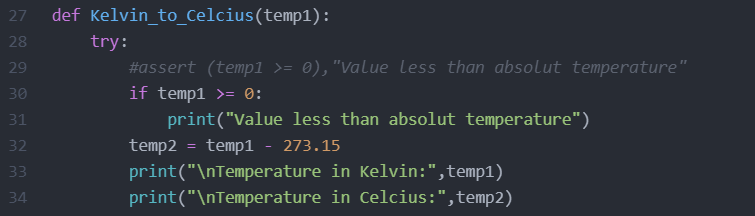 27 def Kelvin_to_Celcius(temp1):
28     try:
29         #assert (temp1 >= 0),"Value less than absolut temperature"
30         if temp1 >= 0:
31             print("Value less than absolut temperature")
32         temp2 = temp1 - 273.15
33         print("\nTemperature in Kelvin:",temp1)
34         print("\nTemperature in Celcius:",temp2)